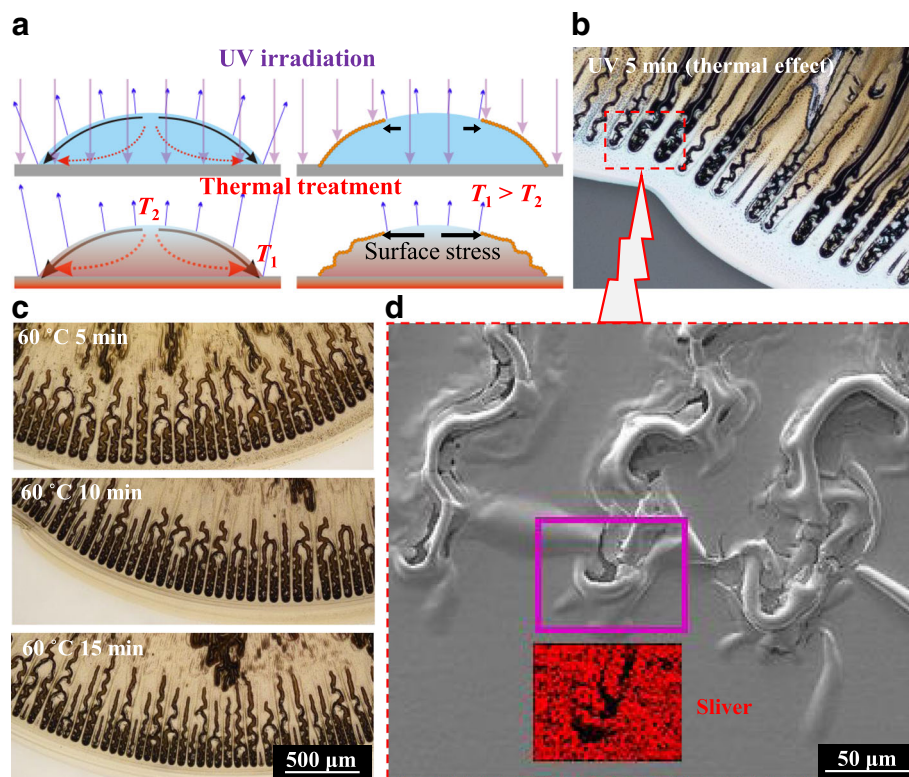 a
UV irradiation
Thermal treatment
T2
T1
T1 > T2
Surface stress
b
UV 5 min (thermal effect)
c
60 ˚C 5 min
60 ˚C 10 min
60 ˚C 15 min
500 μm
d
Sliver
50 μm